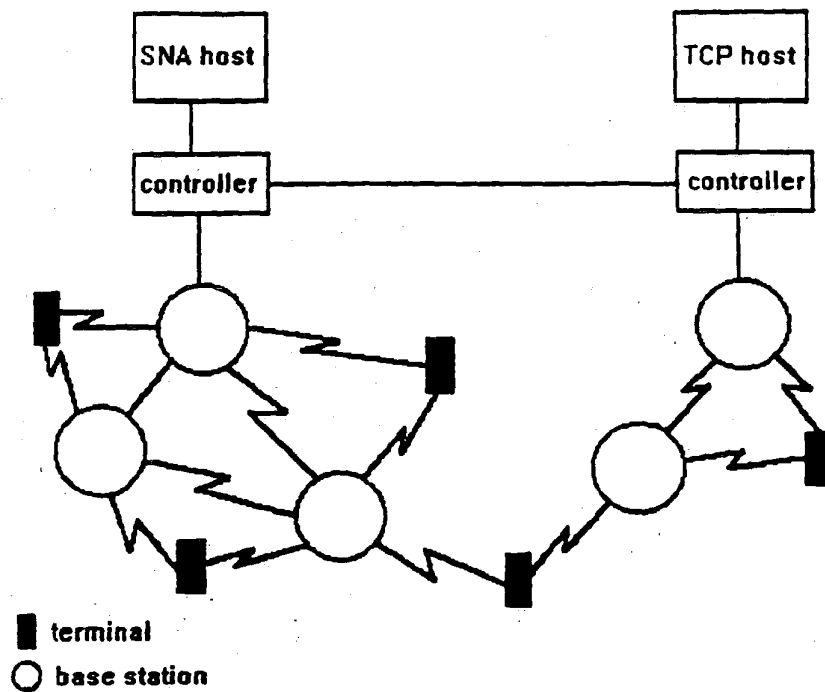 SNA host
TCP host
controller
controller
terminal
base station